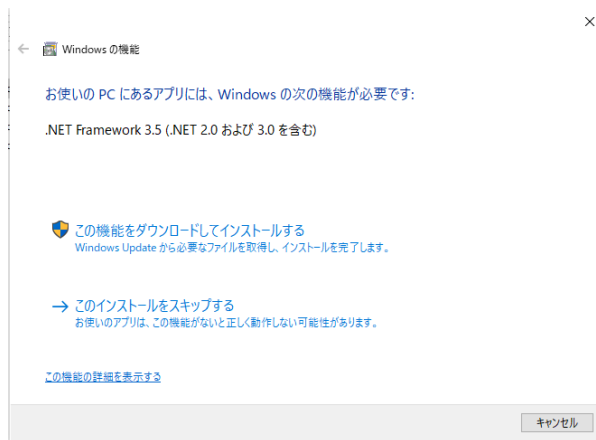 Windows の機能
お使いの PC にあるアプリには、Windows の次の機能が必要です:
.NET Framework 3.5 (.NET 2.0 および 3.0 を含む)
この機能をダウンロードしてインストールする
Windows Update から必要なファイルを取得し、インストールを完了します。
このインストールをスキップする
お使いのアプリは、この機能がないと正しく動作しない可能性があります。
この機能の詳細を表示する
キャンセル